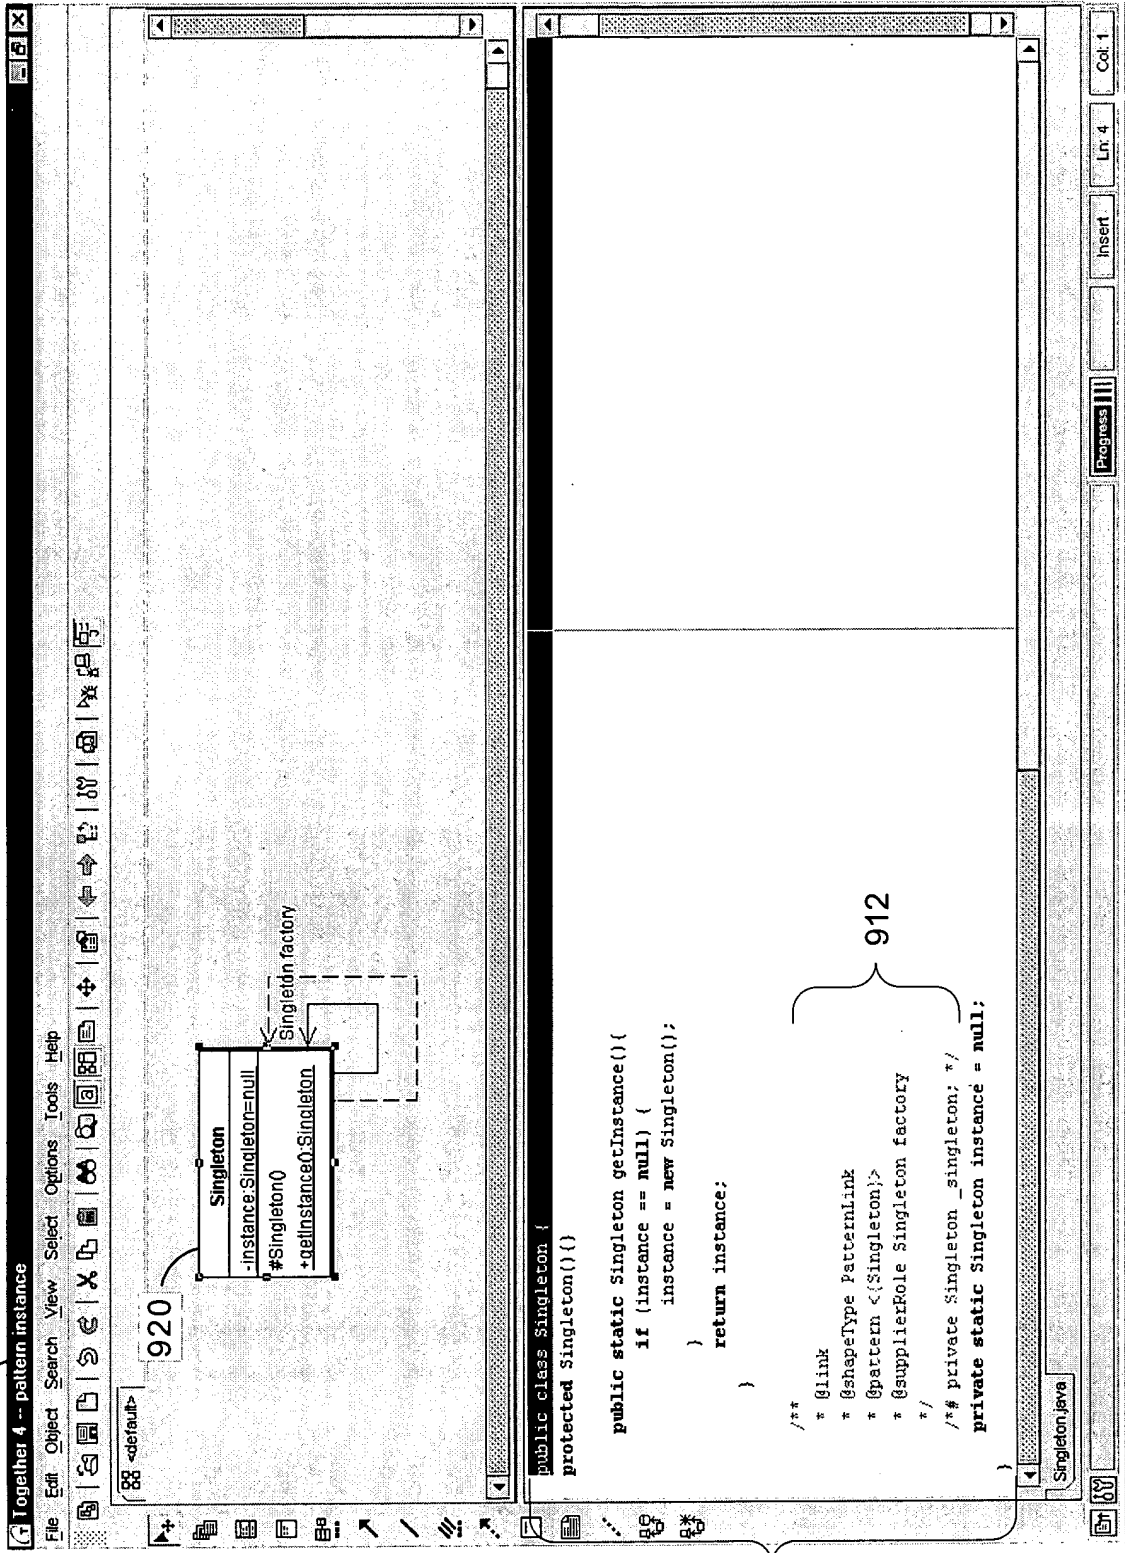 Together 4 -- pattern instance
File Edit Object Search View Select Options Tools Help
<default>
920
Singleton
-instance:Singleton=null
#Singleton()
+getInstance():Singleton
Singleton factory
public class Singleton {
protected Singleton(){}
public static Singleton getInstance(){
if (instance == null) {
instance = new Singleton();
}
return instance;
}
/**
* @link
* @shapeType PatternLink
* @pattern <{Singleton}>
* @supplierRole Singleton factory
*/
/*# private Singleton _singleton; */
private static Singleton instance = null;
}
912
Singleton.java
Progress
Insert
Ln: 4
Col: 1